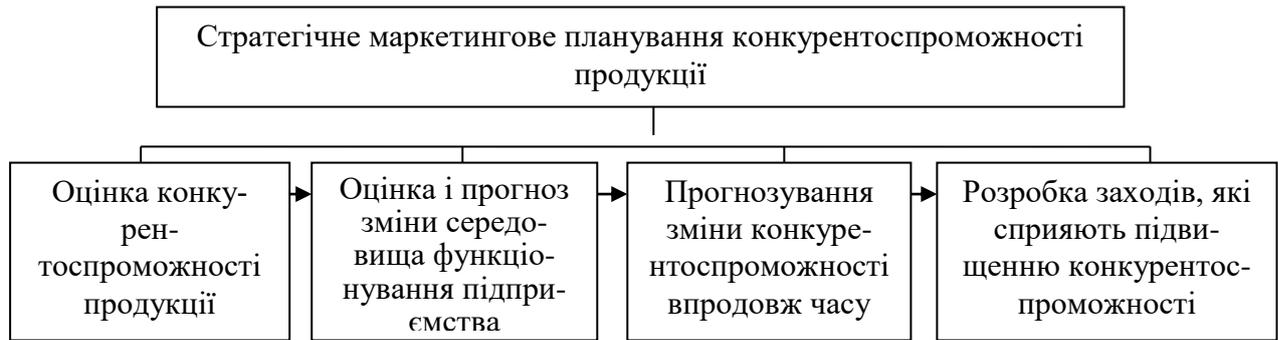 Стратегічне маркетингове планування конкурентоспроможності
продукції
Оцінка конку-
рен-
тоспроможності
продукції
Оцінка і прогноз
зміни середо-
вища функціо-
нування підпри-
ємства
Прогнозування
зміни конкуре-
нтоспроможності
впродовж часу
Розробка заходів, які
сприяють підви-
щенню конкурентос-
проможності